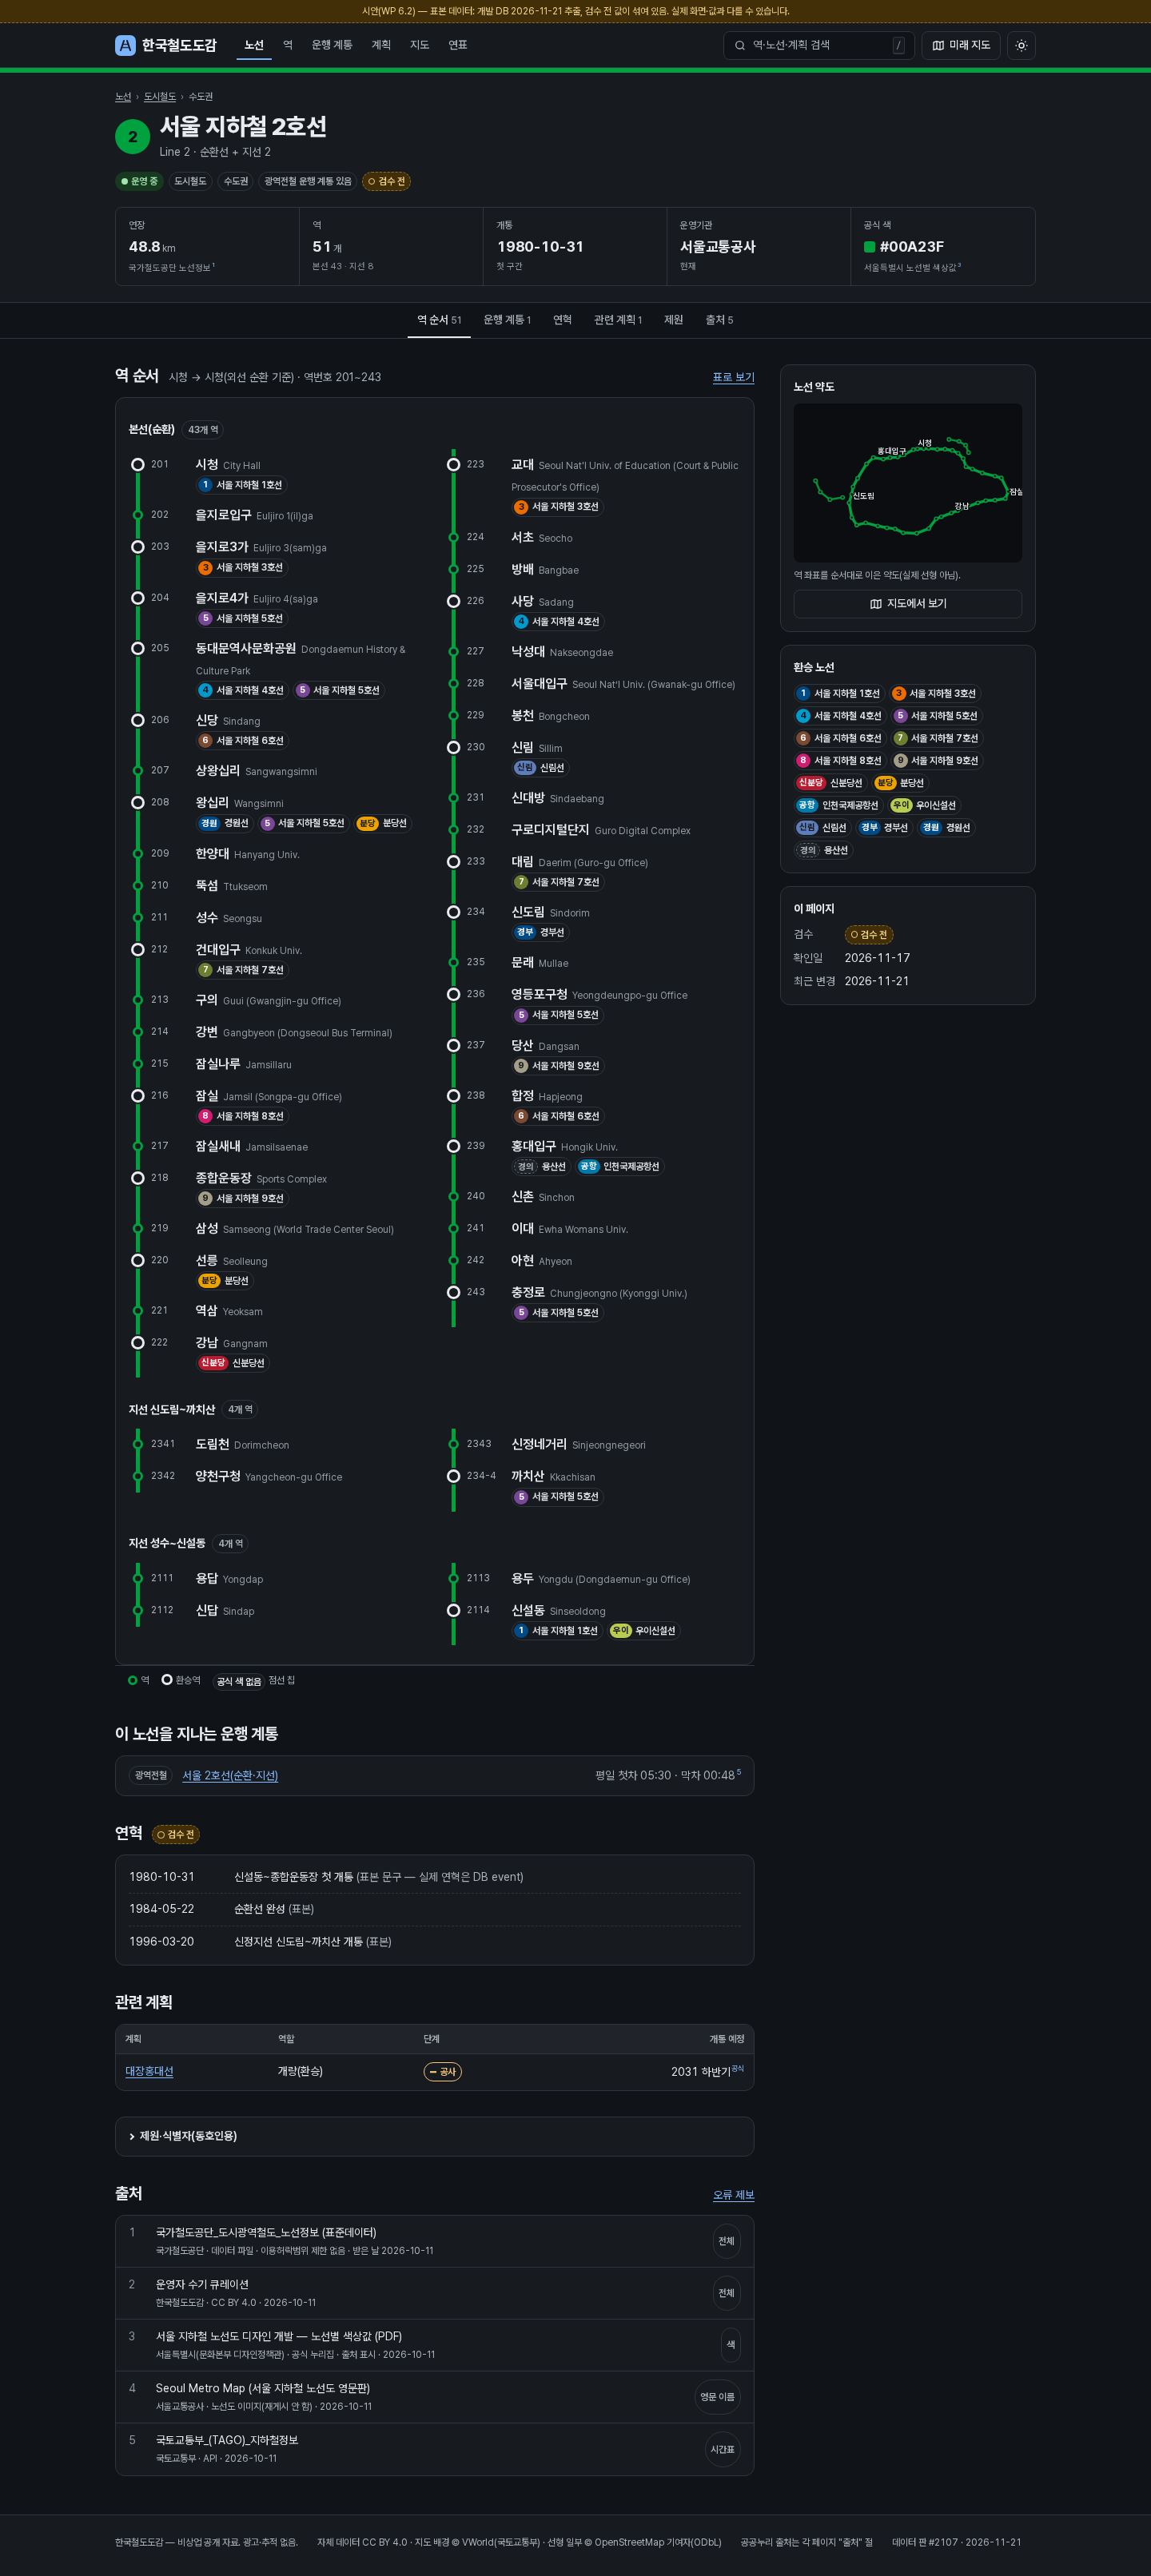 시안(WP 6.2) — 표본 데이터: 개발 DB 2026-11-21 추출, 검수 전 값이 섞여 있음. 실제 화면·값과 다를 수 있습니다.
한국철도도감 노선 역 운행 계통 계획 지도 연표 역·노선·계획 검색 / 미래 지도
노선 › 도시철도 › 수도권
2 서울 지하철 2호선
Line 2 · 순환선 + 지선 2
운영 중 도시철도 수도권 광역전철 운행 계통 있음 검수 전
연장 역 개통 운영기관 공식 색
48.8 km 51 개 1980-10-31 서울교통공사 #00A23F
국가철도공단 노선정보 1 본선 43 · 지선 8 첫 구간 현재 서울특별시 노선별 색상값 3
역 순서 51 운행 계통 1 연혁 관련 계획 1 제원 출처 5
역 순서 시청 → 시청(외선 순환 기준) · 역번호 201~243 표로 보기
본선(순환) 43개 역
201 시청 City Hall
1 서울 지하철 1호선
202 을지로입구 Euljiro 1(il)ga
203 을지로3가 Euljiro 3(sam)ga
3 서울 지하철 3호선
204 을지로4가 Euljiro 4(sa)ga
5 서울 지하철 5호선
205 동대문역사문화공원 Dongdaemun History &
Culture Park
4 서울 지하철 4호선 5 서울 지하철 5호선
206 신당 Sindang
6 서울 지하철 6호선
207 상왕십리 Sangwangsimni
208 왕십리 Wangsimni
경원 경원선 5 서울 지하철 5호선 분당 분당선
209 한양대 Hanyang Univ.
210 뚝섬 Ttukseom
211 성수 Seongsu
212 건대입구 Konkuk Univ.
7 서울 지하철 7호선
213 구의 Guui (Gwangjin-gu Office)
214 강변 Gangbyeon (Dongseoul Bus Terminal)
215 잠실나루 Jamsillaru
216 잠실 Jamsil (Songpa-gu Office)
8 서울 지하철 8호선
217 잠실새내 Jamsilsaenae
218 종합운동장 Sports Complex
9 서울 지하철 9호선
219 삼성 Samseong (World Trade Center Seoul)
220 선릉 Seolleung
분당 분당선
221 역삼 Yeoksam
222 강남 Gangnam
신분당 신분당선
223 교대 Seoul Nat'l Univ. of Education (Court & Public
Prosecutor's Office)
3 서울 지하철 3호선
224 서초 Seocho
225 방배 Bangbae
226 사당 Sadang
4 서울 지하철 4호선
227 낙성대 Nakseongdae
228 서울대입구 Seoul Nat'l Univ. (Gwanak-gu Office)
229 봉천 Bongcheon
230 신림 Sillim
신림 신림선
231 신대방 Sindaebang
232 구로디지털단지 Guro Digital Complex
233 대림 Daerim (Guro-gu Office)
7 서울 지하철 7호선
234 신도림 Sindorim
경부 경부선
235 문래 Mullae
236 영등포구청 Yeongdeungpo-gu Office
5 서울 지하철 5호선
237 당산 Dangsan
9 서울 지하철 9호선
238 합정 Hapjeong
6 서울 지하철 6호선
239 홍대입구 Hongik Univ.
경의 용산선 공항 인천국제공항선
240 신촌 Sinchon
241 이대 Ewha Womans Univ.
242 아현 Ahyeon
243 충정로 Chungjeongno (Kyonggi Univ.)
5 서울 지하철 5호선
지선 신도림~까치산 4개 역
2341 도림천 Dorimcheon
2342 양천구청 Yangcheon-gu Office
2343 신정네거리 Sinjeongnegeori
234-4 까치산 Kkachisan
5 서울 지하철 5호선
지선 성수~신설동 4개 역
2111 용답 Yongdap
2112 신답 Sindap
2113 용두 Yongdu (Dongdaemun-gu Office)
2114 신설동 Sinseoldong
1 서울 지하철 1호선 우이 우이신설선
역 환승역 공식 색 없음 점선 칩
노선 약도
시청
홍대입구
신도림
잠실
강남
역 좌표를 순서대로 이은 약도(실제 선형 아님).
지도에서 보기
환승 노선
1 서울 지하철 1호선 3 서울 지하철 3호선
4 서울 지하철 4호선 5 서울 지하철 5호선
6 서울 지하철 6호선 7 서울 지하철 7호선
8 서울 지하철 8호선 9 서울 지하철 9호선
신분당 신분당선 분당 분당선
공항 인천국제공항선 우이 우이신설선
신림 신림선 경부 경부선 경원 경원선
경의 용산선
이 페이지
검수 검수 전
확인일 2026-11-17
최근 변경 2026-11-21
이 노선을 지나는 운행 계통
광역전철 서울 2호선(순환·지선) 평일 첫차 05:30 · 막차 00:48 5
연혁 검수 전
1980-10-31 신설동~종합운동장 첫 개통 (표본 문구 — 실제 연혁은 DB event)
1984-05-22 순환선 완성 (표본)
1996-03-20 신정지선 신도림~까치산 개통 (표본)
관련 계획
계획 역할 단계 개통 예정
대장홍대선 개량(환승) 공사 2031 하반기 공식
제원·식별자(동호인용)
출처 오류 제보
1 국가철도공단_도시광역철도_노선정보 (표준데이터) 전체
국가철도공단 · 데이터 파일 · 이용허락범위 제한 없음 · 받은 날 2026-10-11
2 운영자 수기 큐레이션 전체
한국철도도감 · CC BY 4.0 · 2026-10-11
3 서울 지하철 노선도 디자인 개발 — 노선별 색상값 (PDF) 색
서울특별시(문화본부 디자인정책관) · 공식 누리집 · 출처 표시 · 2026-10-11
4 Seoul Metro Map (서울 지하철 노선도 영문판) 영문 이름
서울교통공사 · 노선도 이미지(재게시 안 함) · 2026-10-11
5 국토교통부_(TAGO)_지하철정보 시간표
국토교통부 · API · 2026-10-11
한국철도도감 — 비상업 공개 자료. 광고·추적 없음. 자체 데이터 CC BY 4.0 · 지도 배경 © VWorld(국토교통부) · 선형 일부 © OpenStreetMap 기여자(ODbL) 공공누리 출처는 각 페이지 "출처" 절 데이터 판 #2107 · 2026-11-21